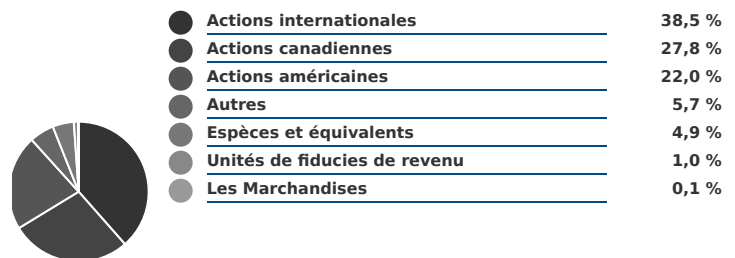 Actions internationales 38,5 %
Actions canadiennes 27,8 %
Actions américaines 22,0 %
Autres 5,7 %
Espèces et équivalents 4,9 %
Unités de fiducies de revenu 1,0 %
Les Marchandises 0,1 %